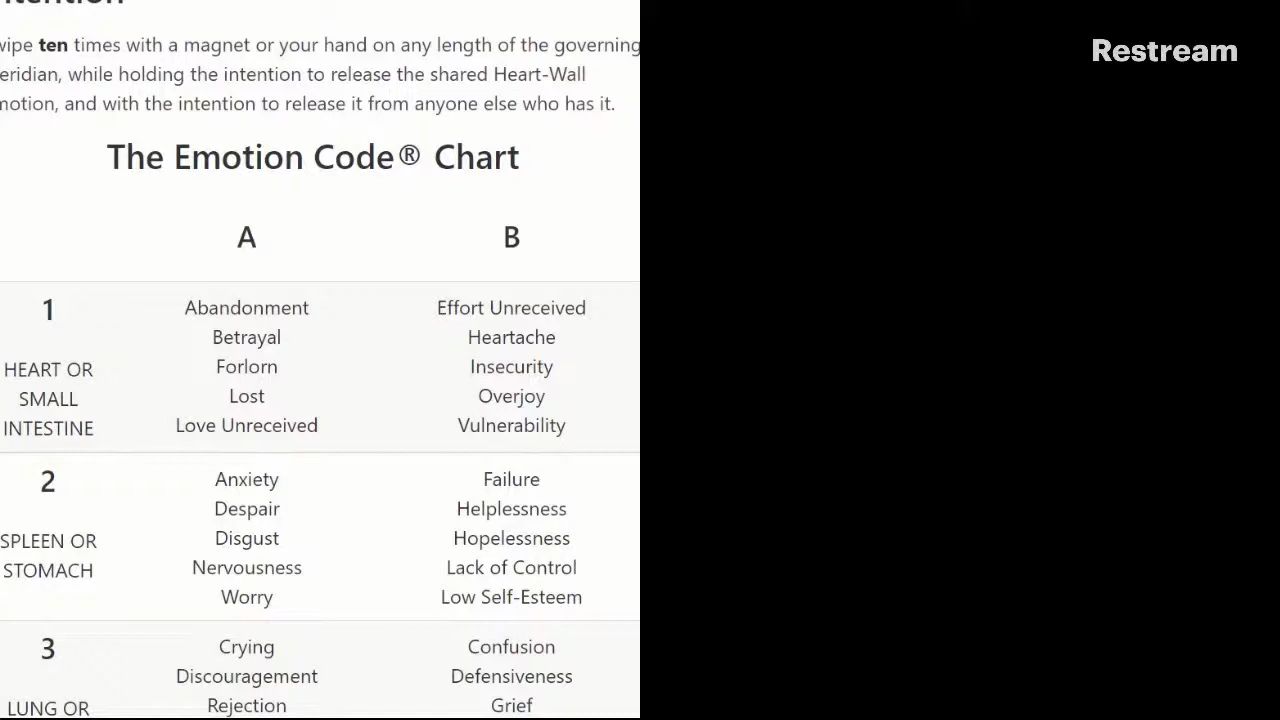 wipe ten times with a magnet or your hand on any length of the governing
eridian, while holding the intention to release the shared Heart-Wall
motion, and with the intention to release it from anyone else who has it.
Restream
The Emotion Code® Chart
A B
1
HEART OR
SMALL
INTESTINE
Abandonment
Betrayal
Forlorn
Lost
Love Unreceived
Effort Unreceived
Heartache
Insecurity
Overjoy
Vulnerability
2
SPLEEN OR
STOMACH
Anxiety
Despair
Disgust
Nervousness
Worry
Failure
Helplessness
Hopelessness
Lack of Control
Low Self-Esteem
3
LUNG OR
Crying
Discouragement
Rejection
Confusion
Defensiveness
Grief